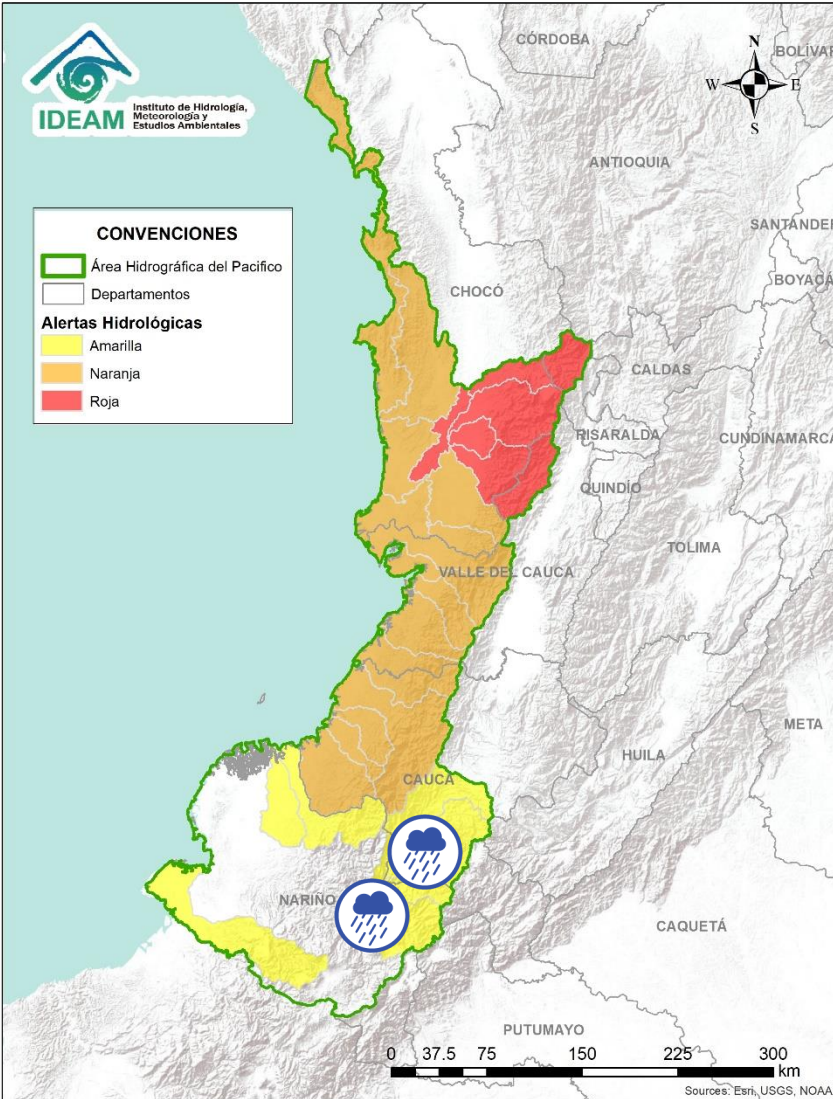 IDEAM
Instituto de Hidrología,
Meteorología y
Estudios Ambientales
CÓRDOBA
BOLÍVAR
N
W
E
S
ANTIOQUIA
SANTANDER
CONVENCIONES
Área Hidrográfica del Pacifico
Departamentos
Alertas Hidrológicas
Amarilla
Naranja
Roja
BOYACÁ
CHOCÓ
CALDAS
RISARALDA
CUNDINAMARCA
QUINDÍO
TOLIMA
VALLE DEL CAUCA
META
HUILA
CAUCA
NARIÑO
CAQUETÁ
PUTUMAYO
0 37.5 75 150 225 300
km
Sources: Esri, USGS, NOAA